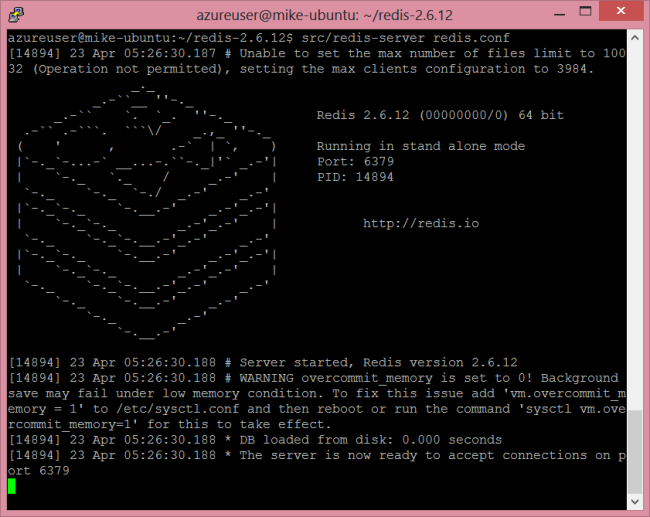 azureuser@mike-ubuntu: ~/redis-2.6.12
azureuser@mike-ubuntu:~/redis-2.6.12$ src/redis-server redis.conf
[14894] 23 Apr 05:26:30.187 # Unable to set the max number of files limit to 100
32 (Operation not permitted), setting the max clients configuration to 3984.
Redis 2.6.12 (00000000/0) 64 bit
Running in stand alone mode
Port: 6379
PID: 14894
http://redis.io
[14894] 23 Apr 05:26:30.188 # Server started, Redis version 2.6.12
[14894] 23 Apr 05:26:30.188 # WARNING overcommit_memory is set to 0! Background
save may fail under low memory condition. To fix this issue add 'vm.overcommit_m
emory = 1' to /etc/sysctl.conf and then reboot or run the command 'sysctl vm.ove
rcommit_memory=1' for this to take effect.
[14894] 23 Apr 05:26:30.188 * DB loaded from disk: 0.000 seconds
[14894] 23 Apr 05:26:30.188 * The server is now ready to accept connections on p
ort 6379